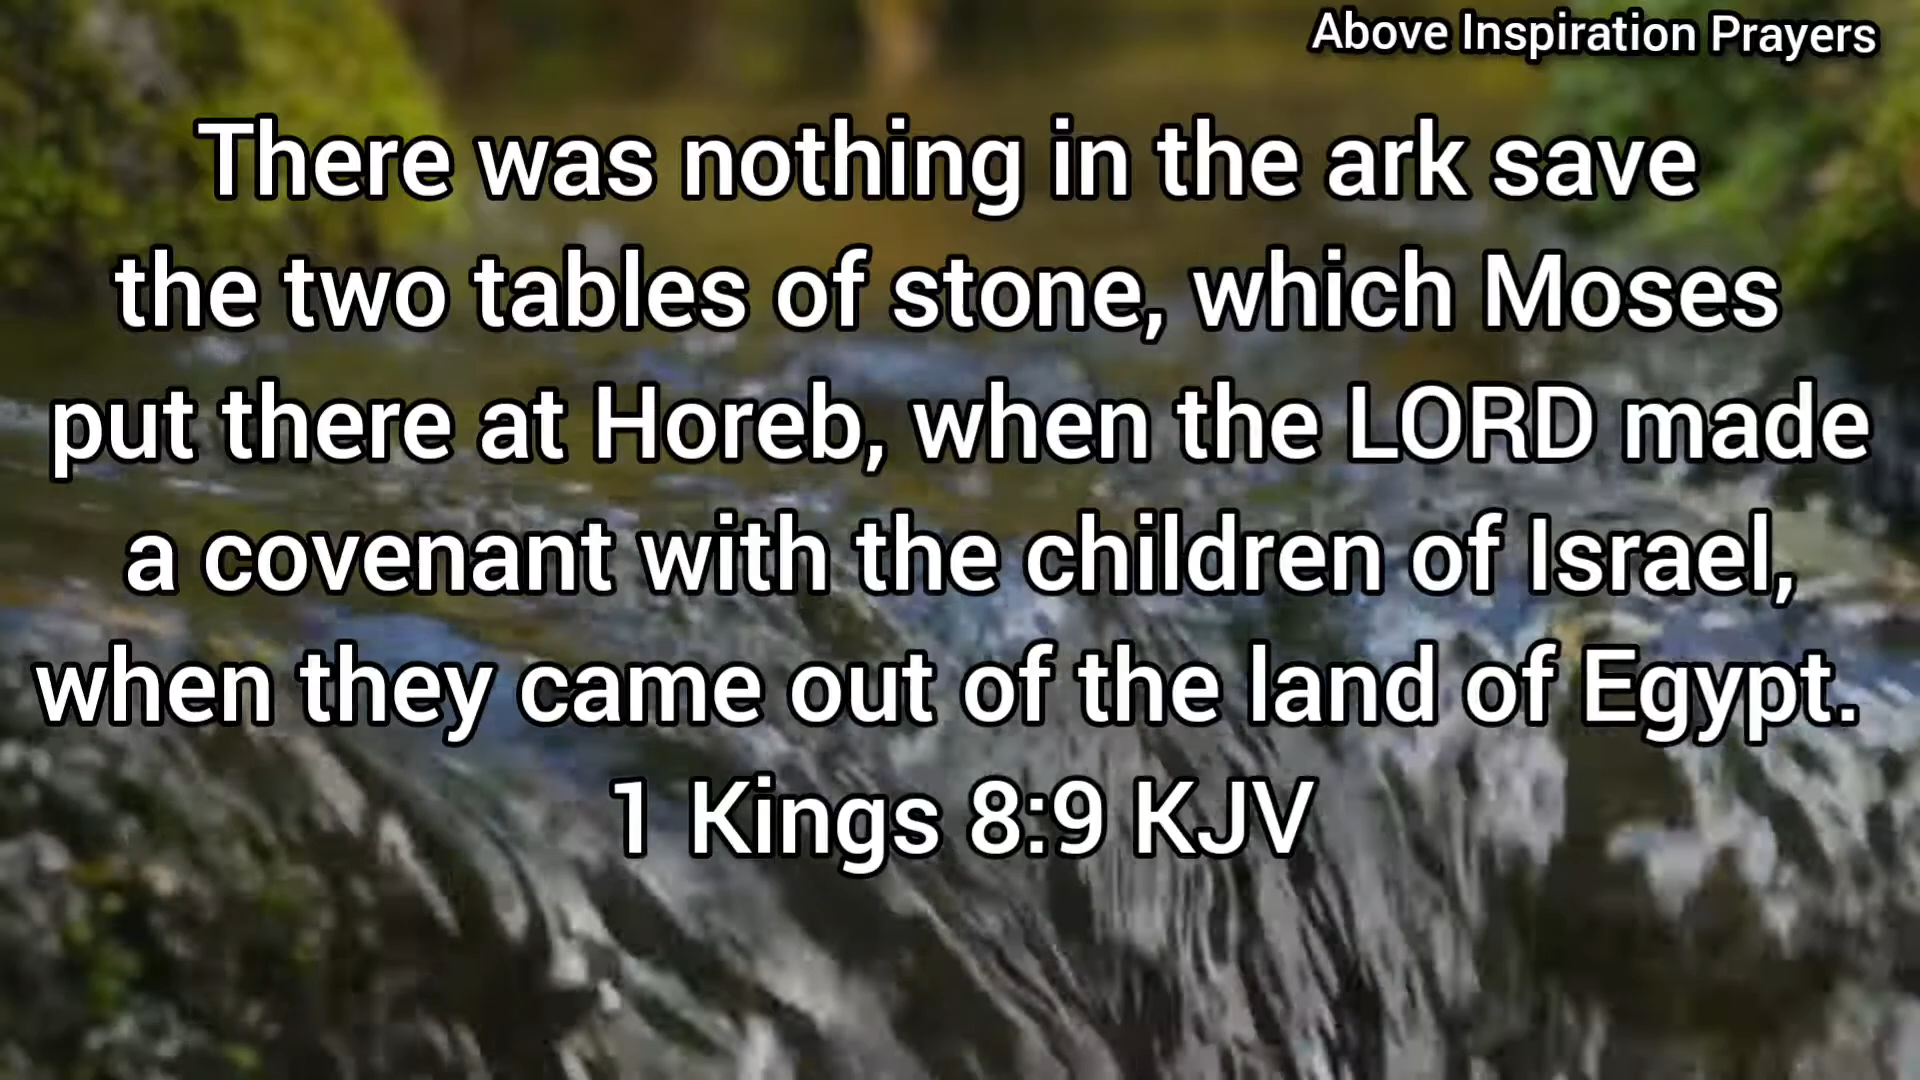 Above Inspiration Prayers
There was nothing in the ark save
the two tables of stone, which Moses
put there at Horeb, when the LORD made
a covenant with the children of Israel,
when they came out of the land of Egypt.
1 Kings 8:9 KJV